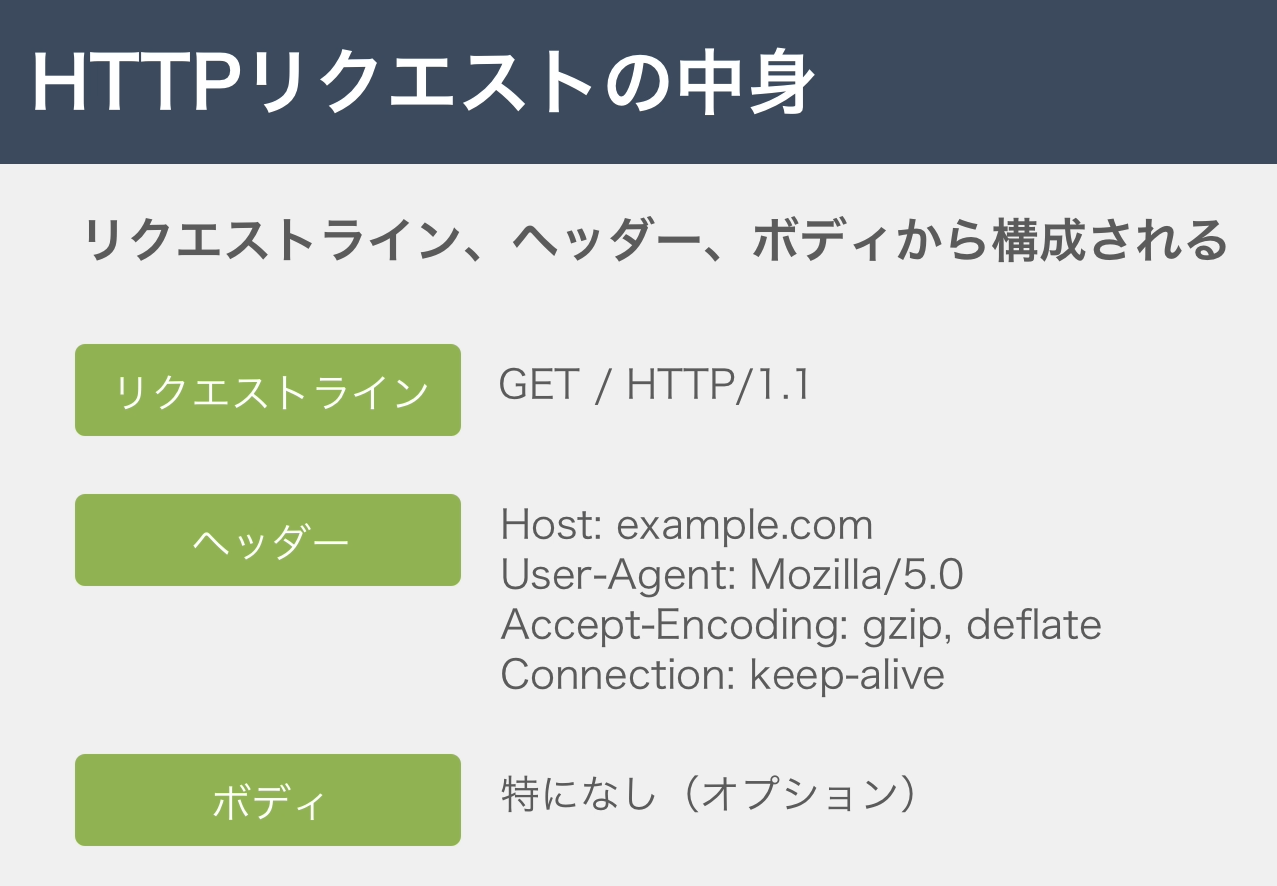 HTTPリクエストの中身
リクエストライン、ヘッダー、ボディから構成される
リクエストライン
GET / HTTP/1.1
ヘッダー
Host: example.com
User-Agent: Mozilla/5.0
Accept-Encoding: gzip, deflate
Connection: keep-alive
ボディ
特になし（オプション）